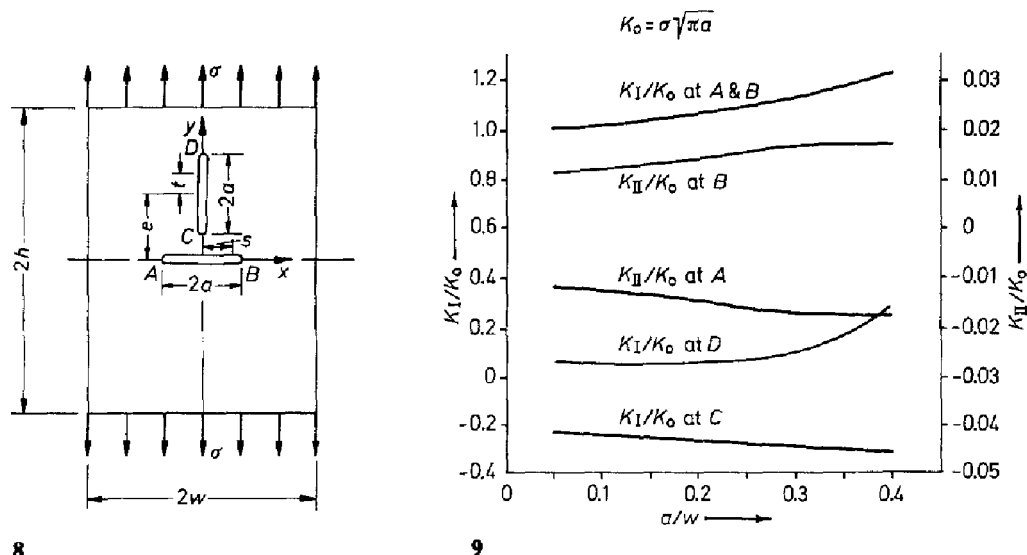 σ
y
D
t
2a
e
C
s
A
B
x
2a
2h
σ
2w
8
K₀ = σ√πa
1.2
1.0
0.8
0.6
0.4
0.2
0
-0.2
-0.4
K_I/K₀
K_I/K₀ at A & B
K_II/K₀ at B
K_II/K₀ at A
K_I/K₀ at D
K_I/K₀ at C
0.03
0.02
0.01
0
-0.01
-0.02
-0.03
-0.04
-0.05
K_II/K₀
0
0.1
0.2
0.3
0.4
a/w
9